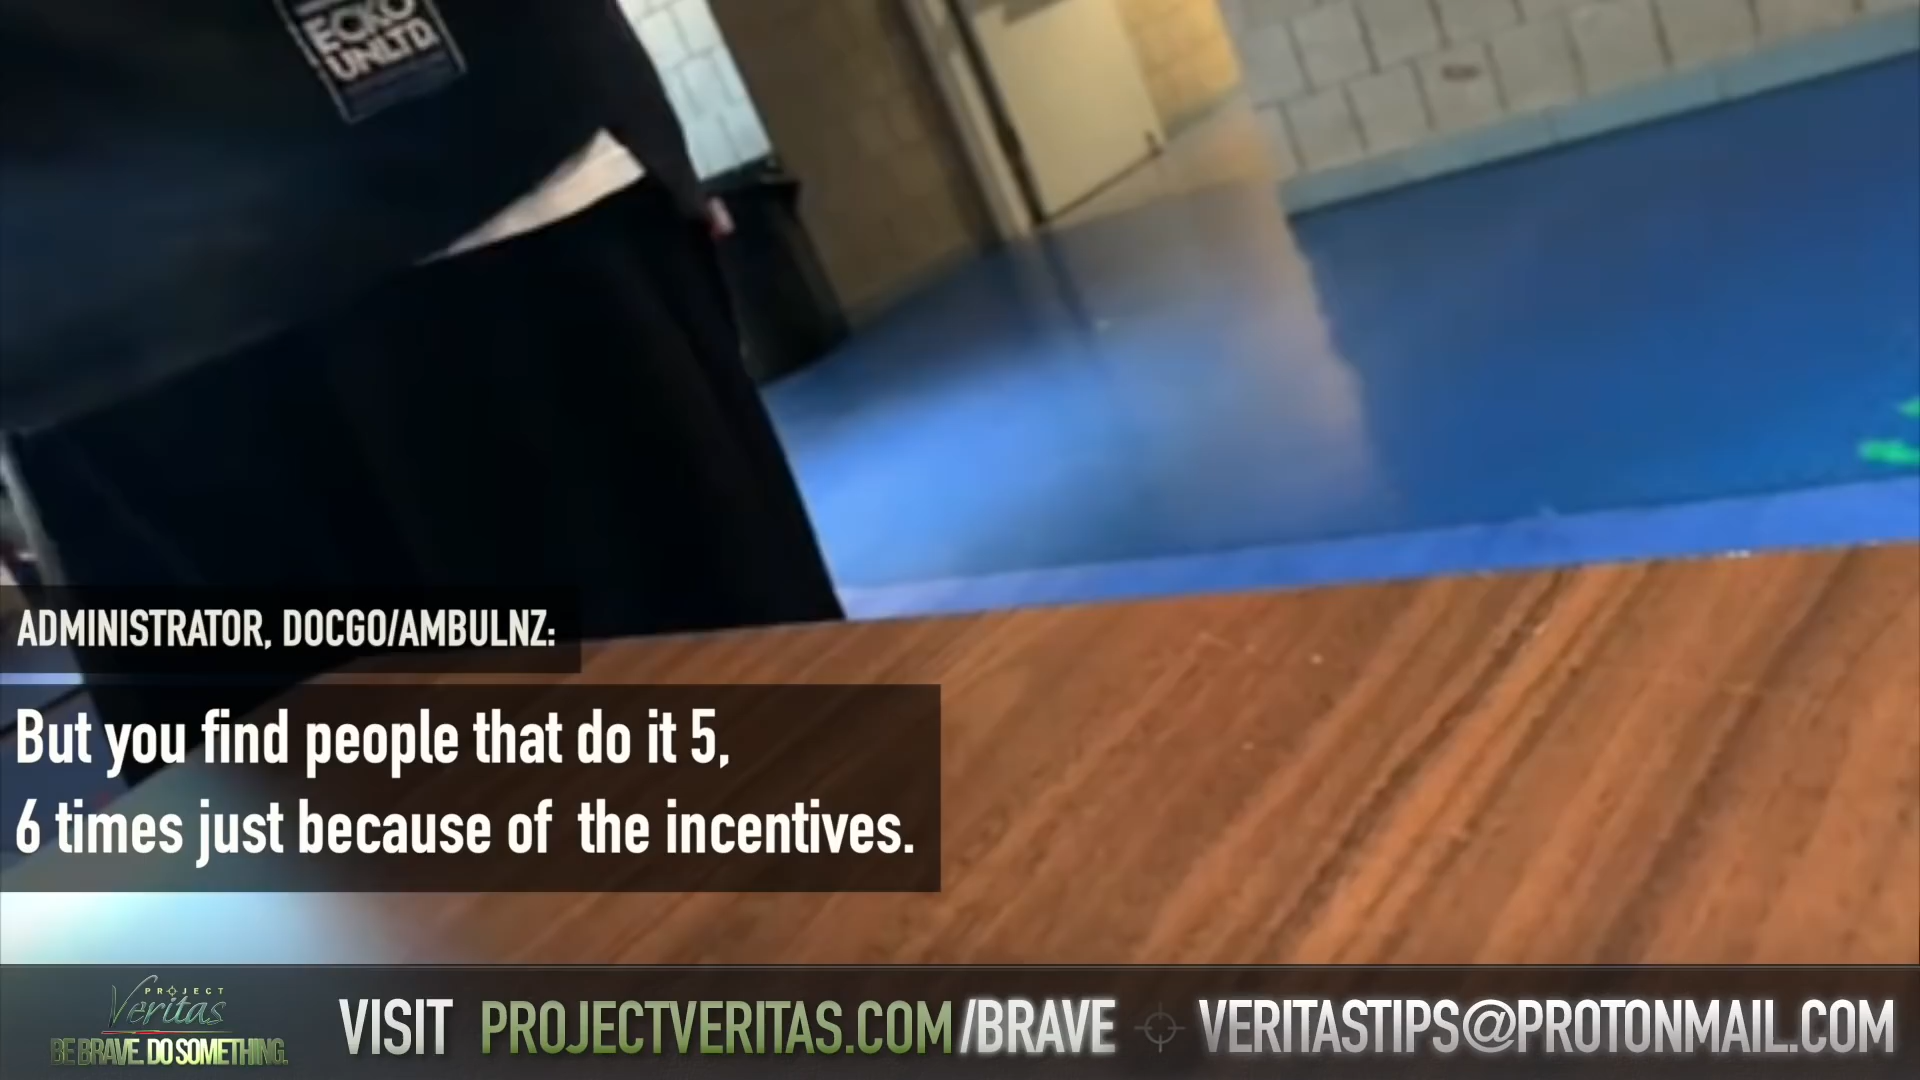 ECKO
UNLTD.
ADMINISTRATOR, DOCGO/AMBULNZ:
But you find people that do it 5,
6 times just because of  the incentives.
PROJECT
Veritas
BE BRAVE. DO SOMETHING.
VISIT PROJECTVERITAS.COM/BRAVE
VERITASTIPS@PROTONMAIL.COM